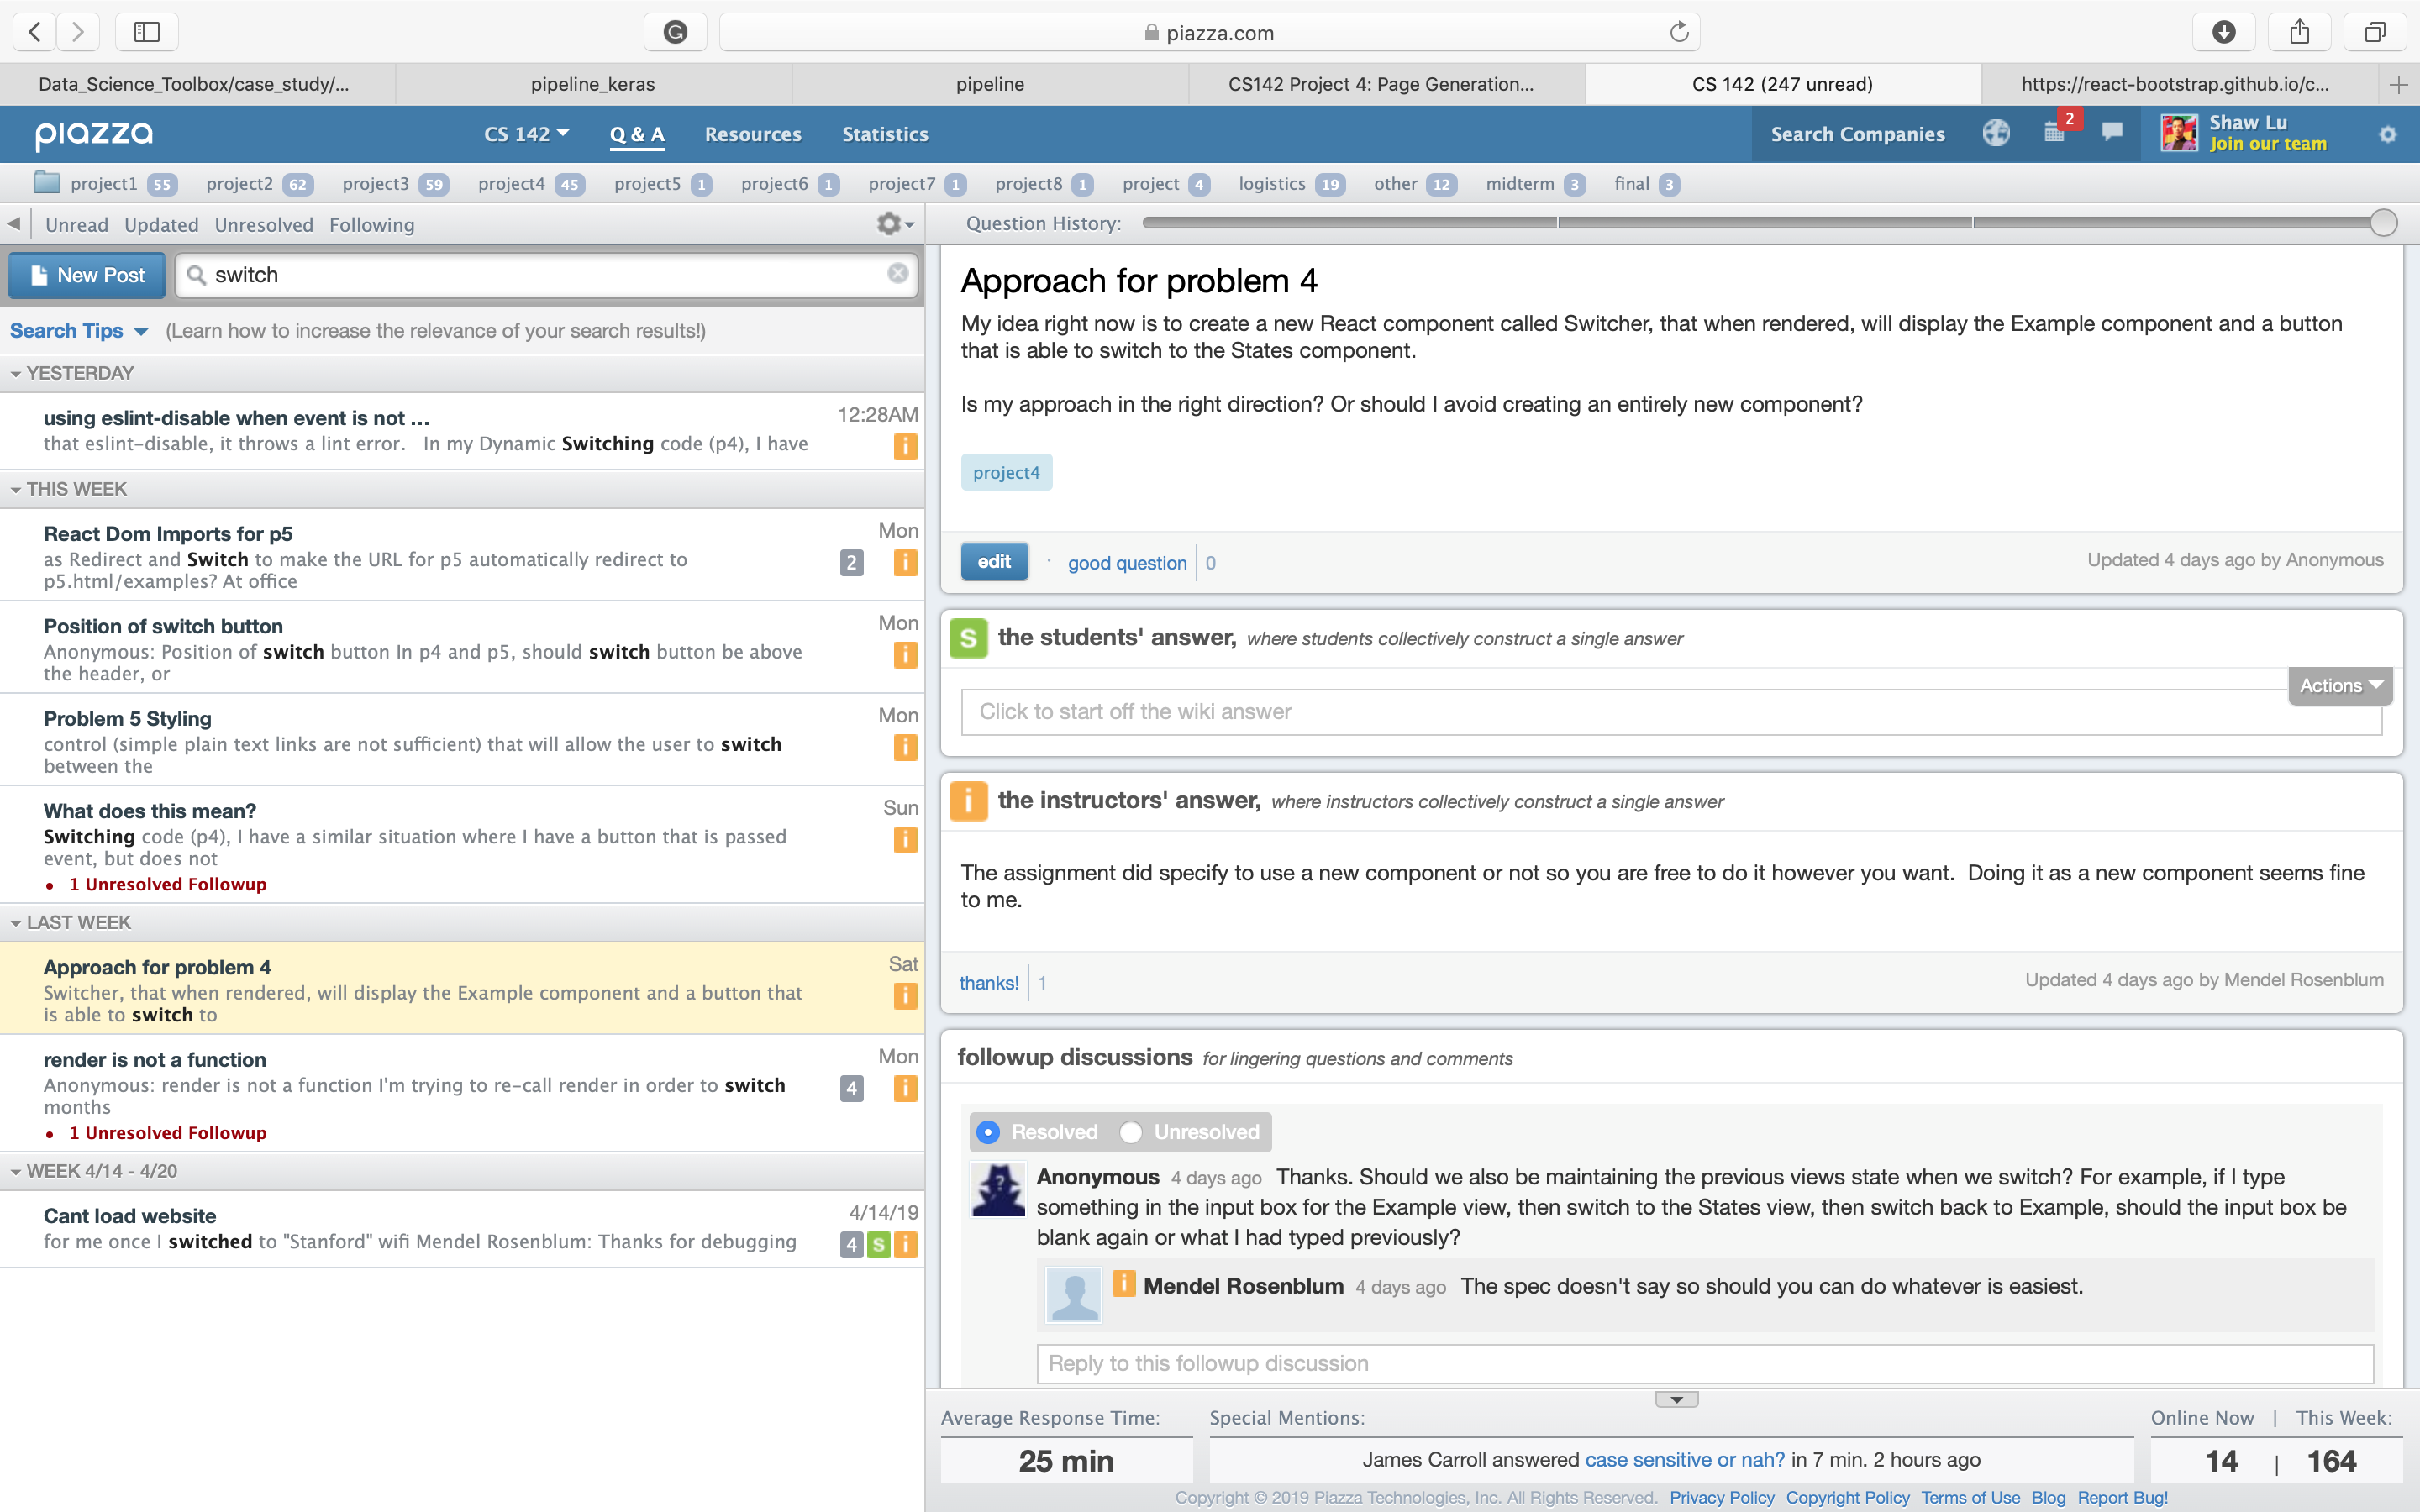 piazza.com
Data_Science_Toolbox/case_study/...
pipeline_keras
pipeline
CS142 Project 4: Page Generation...
CS 142 (247 unread)
https://react-bootstrap.github.io/c...
piazza
CS 142
Q & A
Resources
Statistics
Search Companies
2
Shaw Lu
Join our team
project1 55
project2 62
project3 59
project4 45
project5 1
project6 1
project7 1
project8 1
project 4
logistics 19
other 12
midterm 3
final 3
Unread Updated Unresolved Following
Question History:
New Post
switch
Search Tips (Learn how to increase the relevance of your search results!)
YESTERDAY
using eslint-disable when event is not ... 12:28AM
that eslint-disable, it throws a lint error. In my Dynamic Switching code (p4), I have
i
THIS WEEK
React Dom Imports for p5 Mon
as Redirect and Switch to make the URL for p5 automatically redirect to
p5.html/examples? At office
2 i
Position of switch button Mon
Anonymous: Position of switch button In p4 and p5, should switch button be above
the header, or
i
Problem 5 Styling Mon
control (simple plain text links are not sufficient) that will allow the user to switch
between the
i
What does this mean? Sun
Switching code (p4), I have a similar situation where I have a button that is passed
event, but does not
i
• 1 Unresolved Followup
LAST WEEK
Approach for problem 4 Sat
Switcher, that when rendered, will display the Example component and a button that
is able to switch to
i
render is not a function Mon
Anonymous: render is not a function I'm trying to re-call render in order to switch
months
4 i
• 1 Unresolved Followup
WEEK 4/14 - 4/20
Cant load website 4/14/19
for me once I switched to "Stanford" wifi Mendel Rosenblum: Thanks for debugging
4 S i
Approach for problem 4
My idea right now is to create a new React component called Switcher, that when rendered, will display the Example component and a button
that is able to switch to the States component.
Is my approach in the right direction? Or should I avoid creating an entirely new component?
project4
edit · good question 0
Updated 4 days ago by Anonymous
S the students' answer, where students collectively construct a single answer
Actions
Click to start off the wiki answer
i the instructors' answer, where instructors collectively construct a single answer
The assignment did specify to use a new component or not so you are free to do it however you want. Doing it as a new component seems fine
to me.
thanks! 1
Updated 4 days ago by Mendel Rosenblum
followup discussions for lingering questions and comments
Resolved Unresolved
Anonymous 4 days ago Thanks. Should we also be maintaining the previous views state when we switch? For example, if I type
something in the input box for the Example view, then switch to the States view, then switch back to Example, should the input box be
blank again or what I had typed previously?
i Mendel Rosenblum 4 days ago The spec doesn't say so should you can do whatever is easiest.
Reply to this followup discussion
Average Response Time:
25 min
Special Mentions:
James Carroll answered case sensitive or nah? in 7 min. 2 hours ago
Online Now | This Week:
14 | 164
Copyright © 2019 Piazza Technologies, Inc. All Rights Reserved. Privacy Policy Copyright Policy Terms of Use Blog Report Bug!